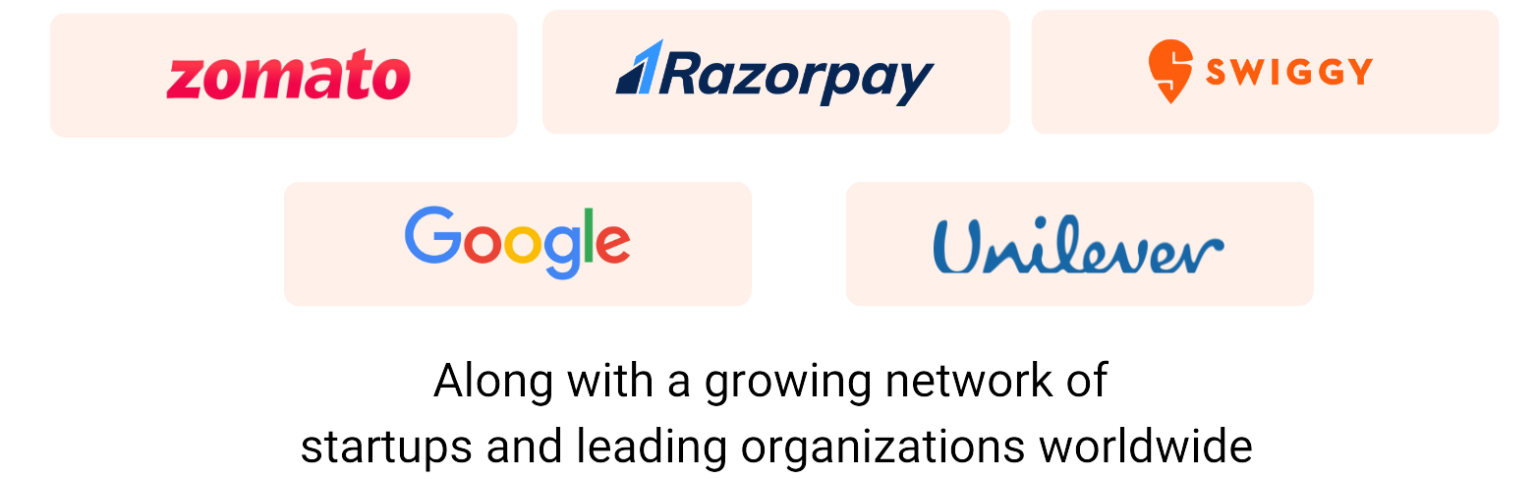 zomato
Razorpay
SWIGGY
Google
Unilever
Along with a growing network of
startups and leading organizations worldwide